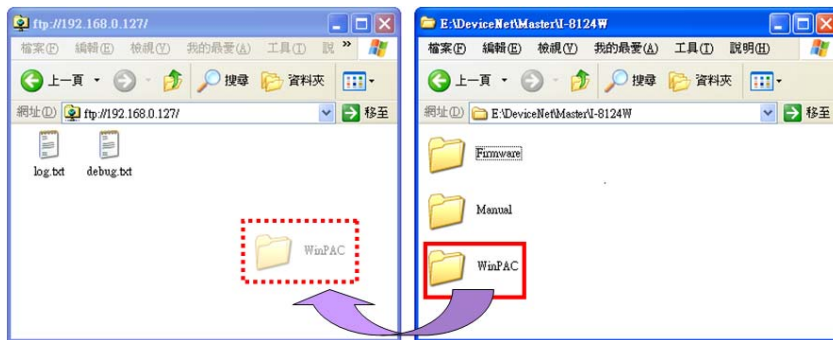 ftp://192.168.0.127/
檔案(F) 編輯(E) 檢視(V) 我的最愛(A) 工具(T) 說 »
上一頁 搜尋 資料夾
網址(D) ftp://192.168.0.127/ 移至
log.txt debug.txt
WinPAC
E:\DeviceNet\Master\I-8124W
檔案(F) 編輯(E) 檢視(V) 我的最愛(A) 工具(T) 說明(H)
上一頁 搜尋 資料夾
網址(D) E:\DeviceNet\Master\I-8124W 移至
Firmware
Manual
WinPAC